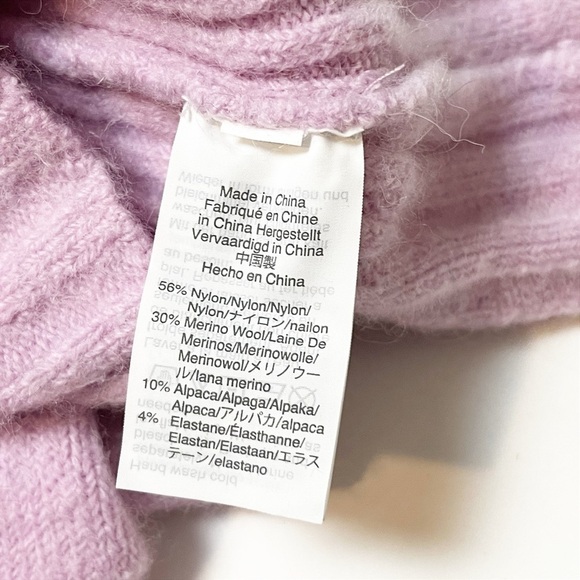 Made in China
Fabriqué en Chine
in China Hergestellt
Vervaardigd in China
中国製
Hecho en China
56% Nylon/Nylon/Nylon/
Nylon/ナイロン/nailon
30% Merino Wool/Laine De
Merinos/Merinowolle/
Merinowol/メリノウー
ル/lana merino
10% Alpaca/Alpaga/Alpaka/
Alpaca/アルパカ/alpaca
4% Elastane/Élasthanne/
Elastan/Elastaan/エラス
テーン/elastano
Hand wash cold